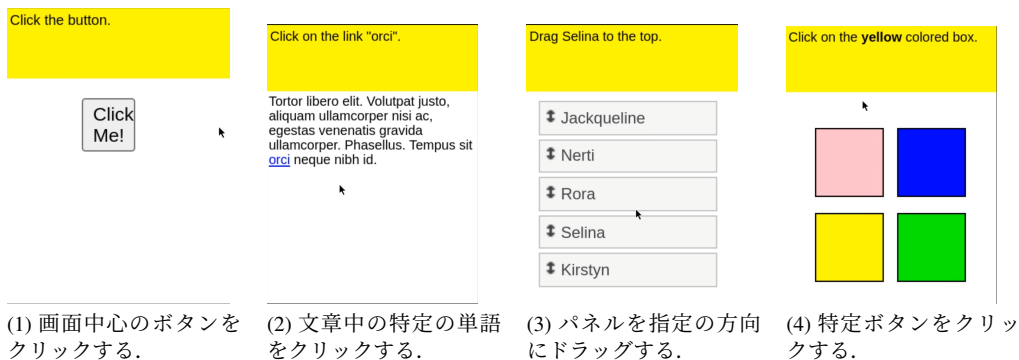 Click the button.
Click
Me!
(1) 画面中心のボタンを
クリックする.
Click on the link "orci".
Tortor libero elit. Volutpat justo,
aliquam ullamcorper nisi ac,
egestas venenatis gravida
ullamcorper. Phasellus. Tempus sit
orci neque nibh id.
(2) 文章中の特定の単語
をクリックする.
Drag Selina to the top.
Jackqueline
Nerti
Rora
Selina
Kirstyn
(3) パネルを指定の方向
にドラッグする.
Click on the yellow colored box.
(4) 特定ボタンをクリッ
クする.